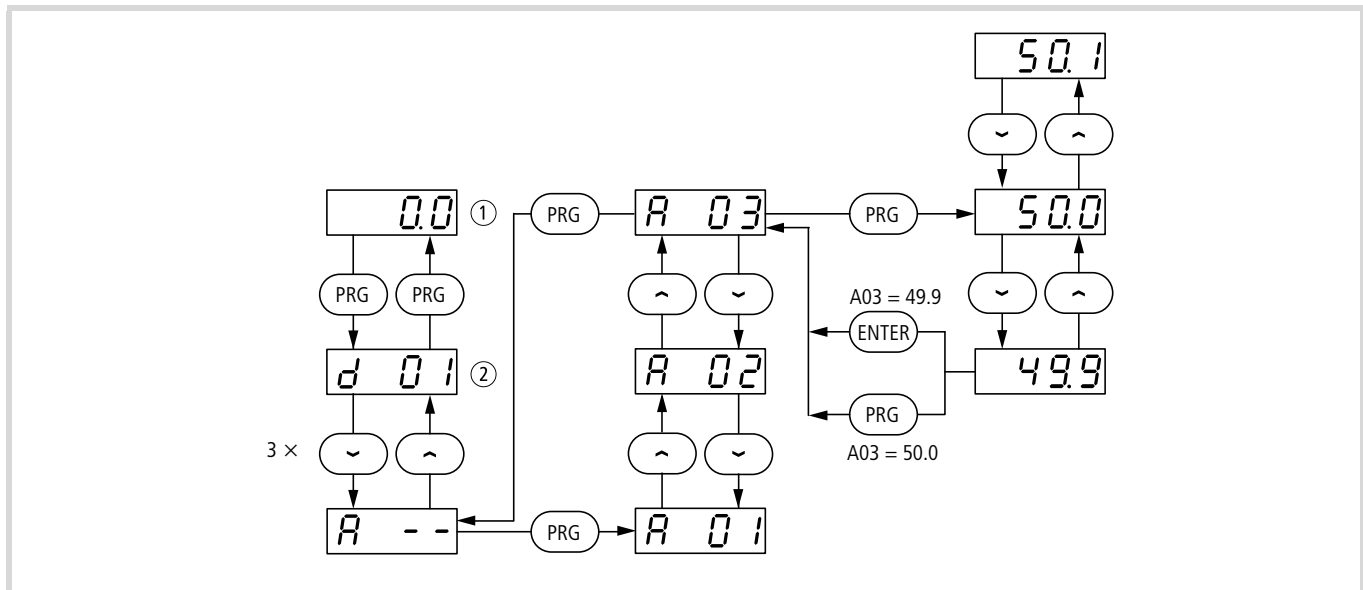 50.1
0.0 ①
PRG
A 03
PRG
50.0
PRG PRG
A03 = 49.9
ENTER
d 01 ②
A 02
49.9
PRG
3 ×
A03 = 50.0
A --
PRG
A 01